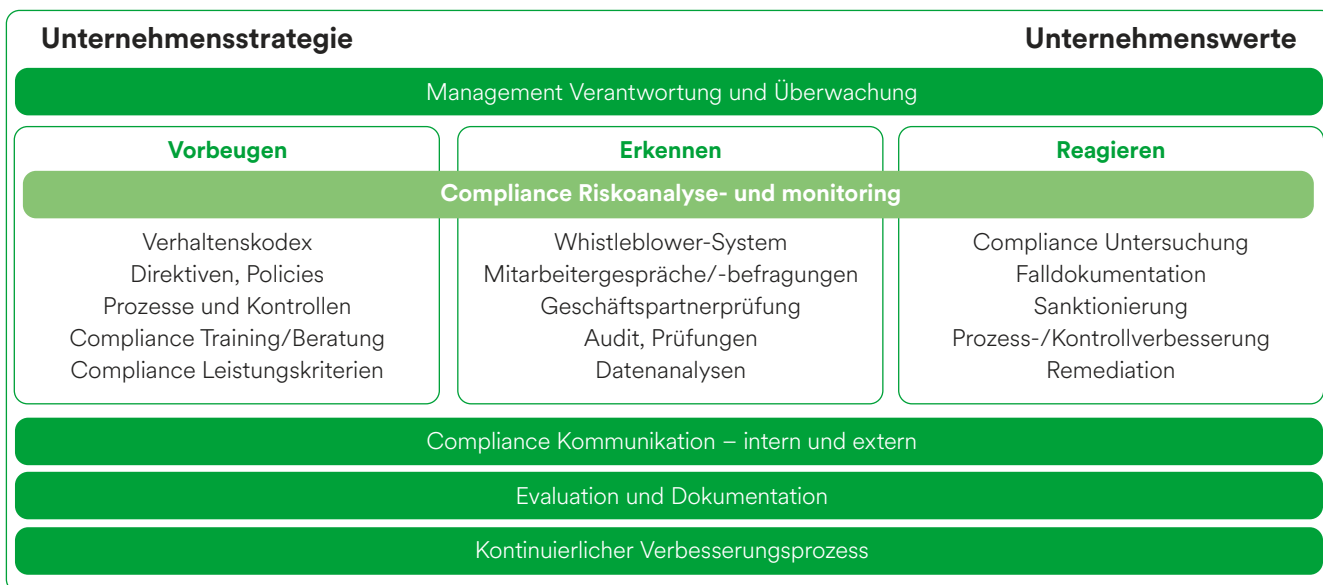 Unternehmensstrategie
Unternehmenswerte
Management Verantwortung und Überwachung
Vorbeugen
Erkennen
Reagieren
Compliance Riskoanalyse- und monitoring
Verhaltenskodex
Direktiven, Policies
Prozesse und Kontrollen
Compliance Training/Beratung
Compliance Leistungskriterien
Whistleblower-System
Mitarbeitergespräche/-befragungen
Geschäftspartnerprüfung
Audit, Prüfungen
Datenanalysen
Compliance Untersuchung
Falldokumentation
Sanktionierung
Prozess-/Kontrollverbesserung
Remediation
Compliance Kommunikation – intern und extern
Evaluation und Dokumentation
Kontinuierlicher Verbesserungsprozess